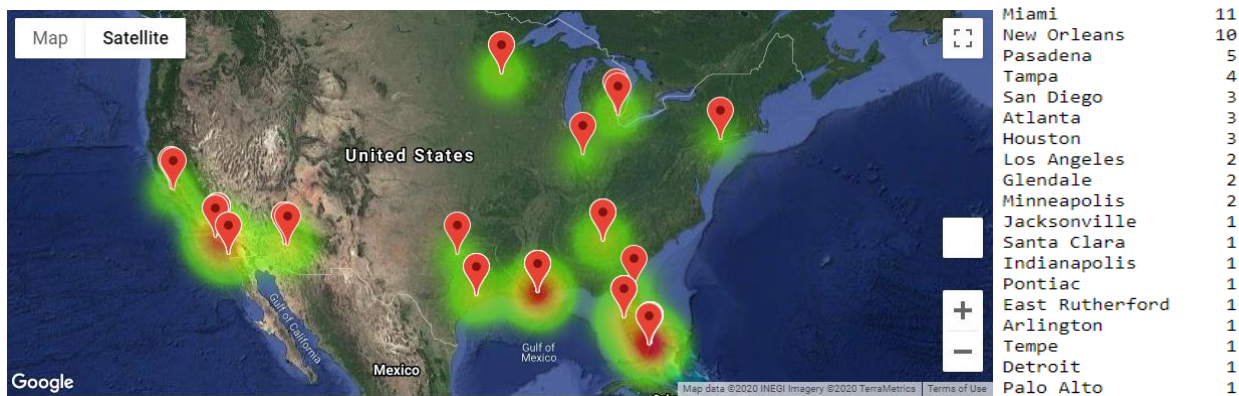 Map Satellite
United States
Gulf of California
Gulf of Mexico
Mexico
Google
Map data ©2020 INEGI Imagery ©2020 TerraMetrics Terms of Use
Miami 11
New Orleans 10
Pasadena 5
Tampa 4
San Diego 3
Atlanta 3
Houston 3
Los Angeles 2
Glendale 2
Minneapolis 2
Jacksonville 1
Santa Clara 1
Indianapolis 1
Pontiac 1
East Rutherford 1
Arlington 1
Tempe 1
Detroit 1
Palo Alto 1